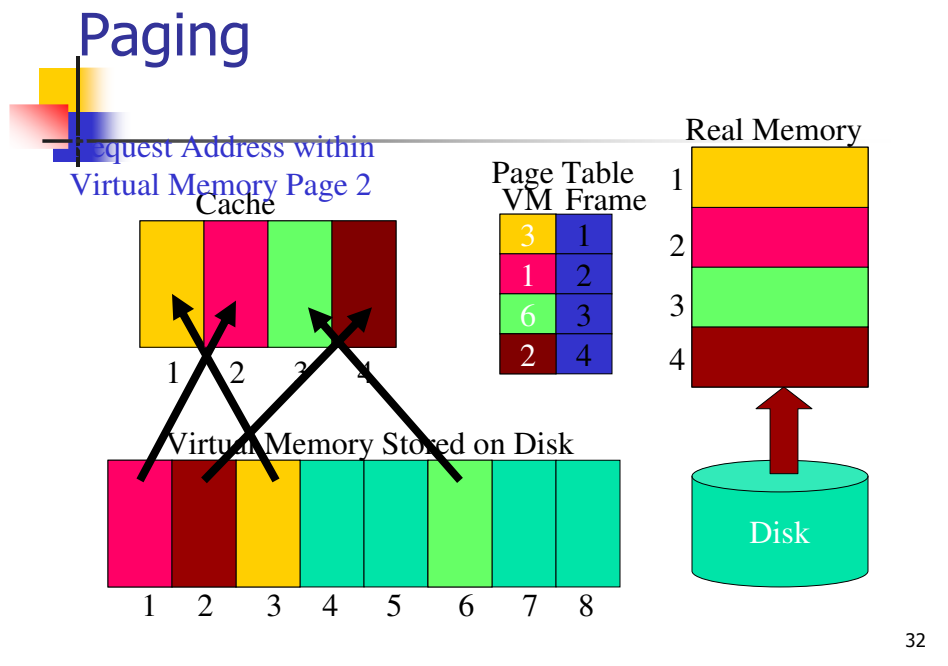 Paging
Request Address within
Virtual Memory Page 2
Cache
1 2 3 4
Page Table
VM Frame
3 1
1 2
6 3
2 4
Real Memory
1
2
3
4
Virtual Memory Stored on Disk
1 2 3 4 5 6 7 8
Disk
32